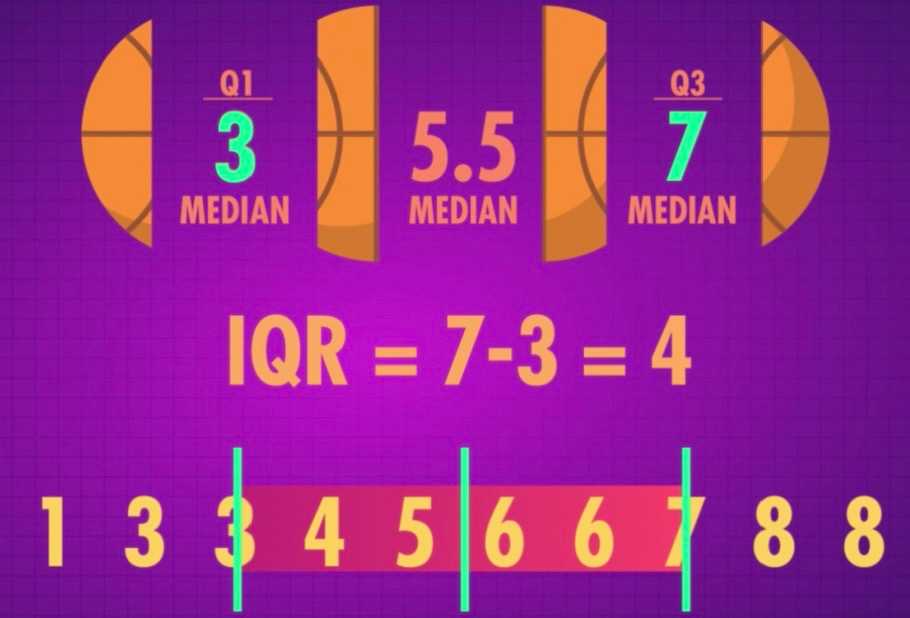 Q1
3
MEDIAN
5.5
MEDIAN
Q3
7
MEDIAN
IQR = 7-3 = 4
1 3 3 4 5 6 6 7 8 8